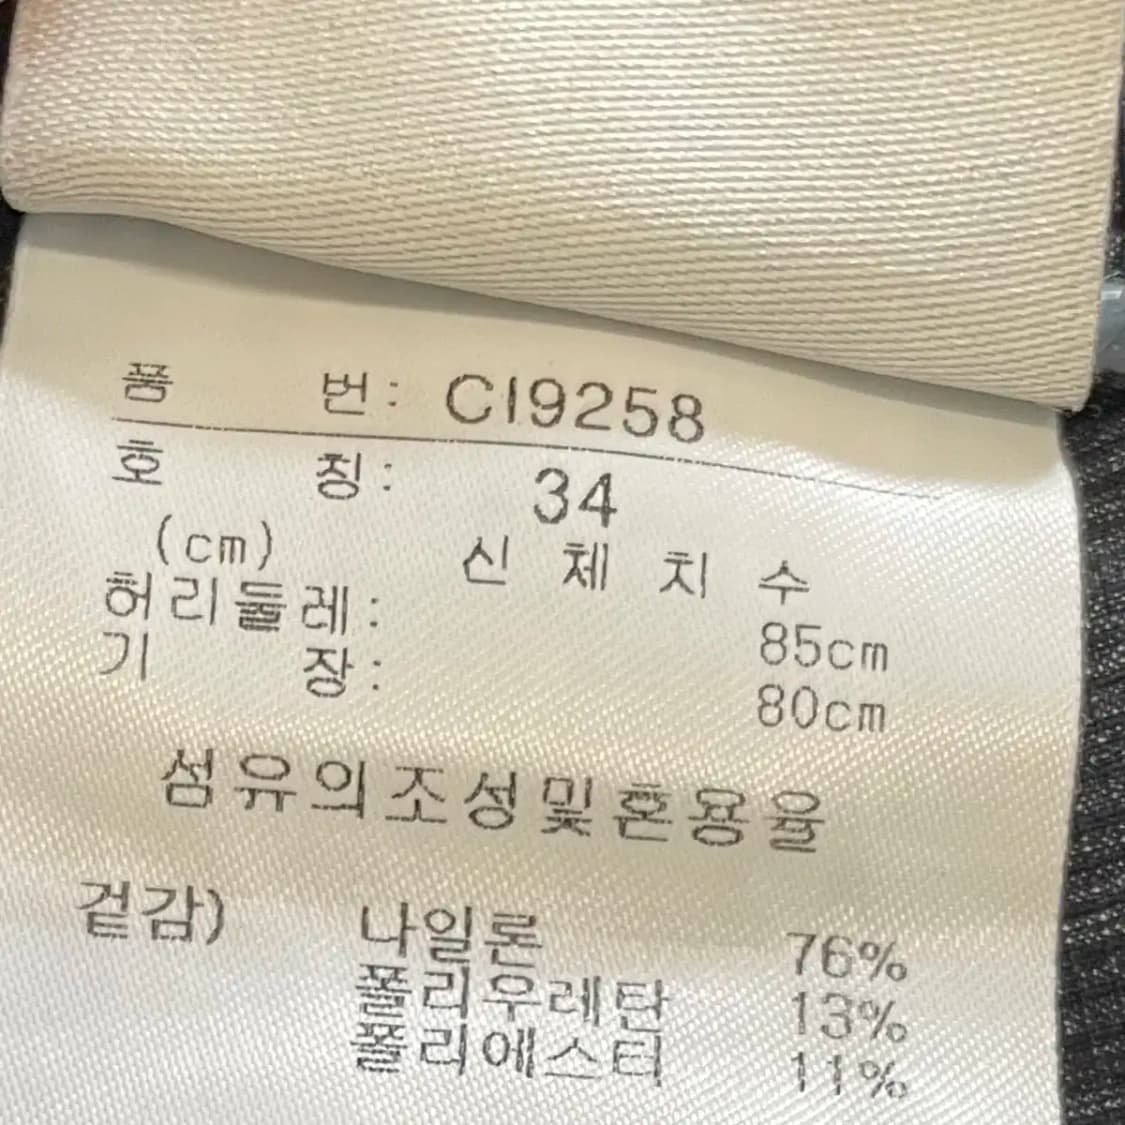 품 번: CI9258
호 칭: 34
(cm) 신 체 치 수
허리둘레: 85cm
기 장: 80cm
섬유의조성및혼용율
겉감) 나일론 76%
폴리우레탄 13%
폴리에스터 11%